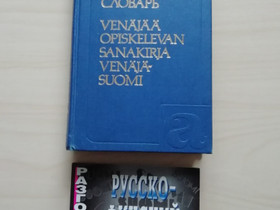 СЛОВАРЬ
VENÄJÄÄ
OPISKELEVAN
SANAKIRJA
VENÄJÄ-
SUOMI
РУССКО-